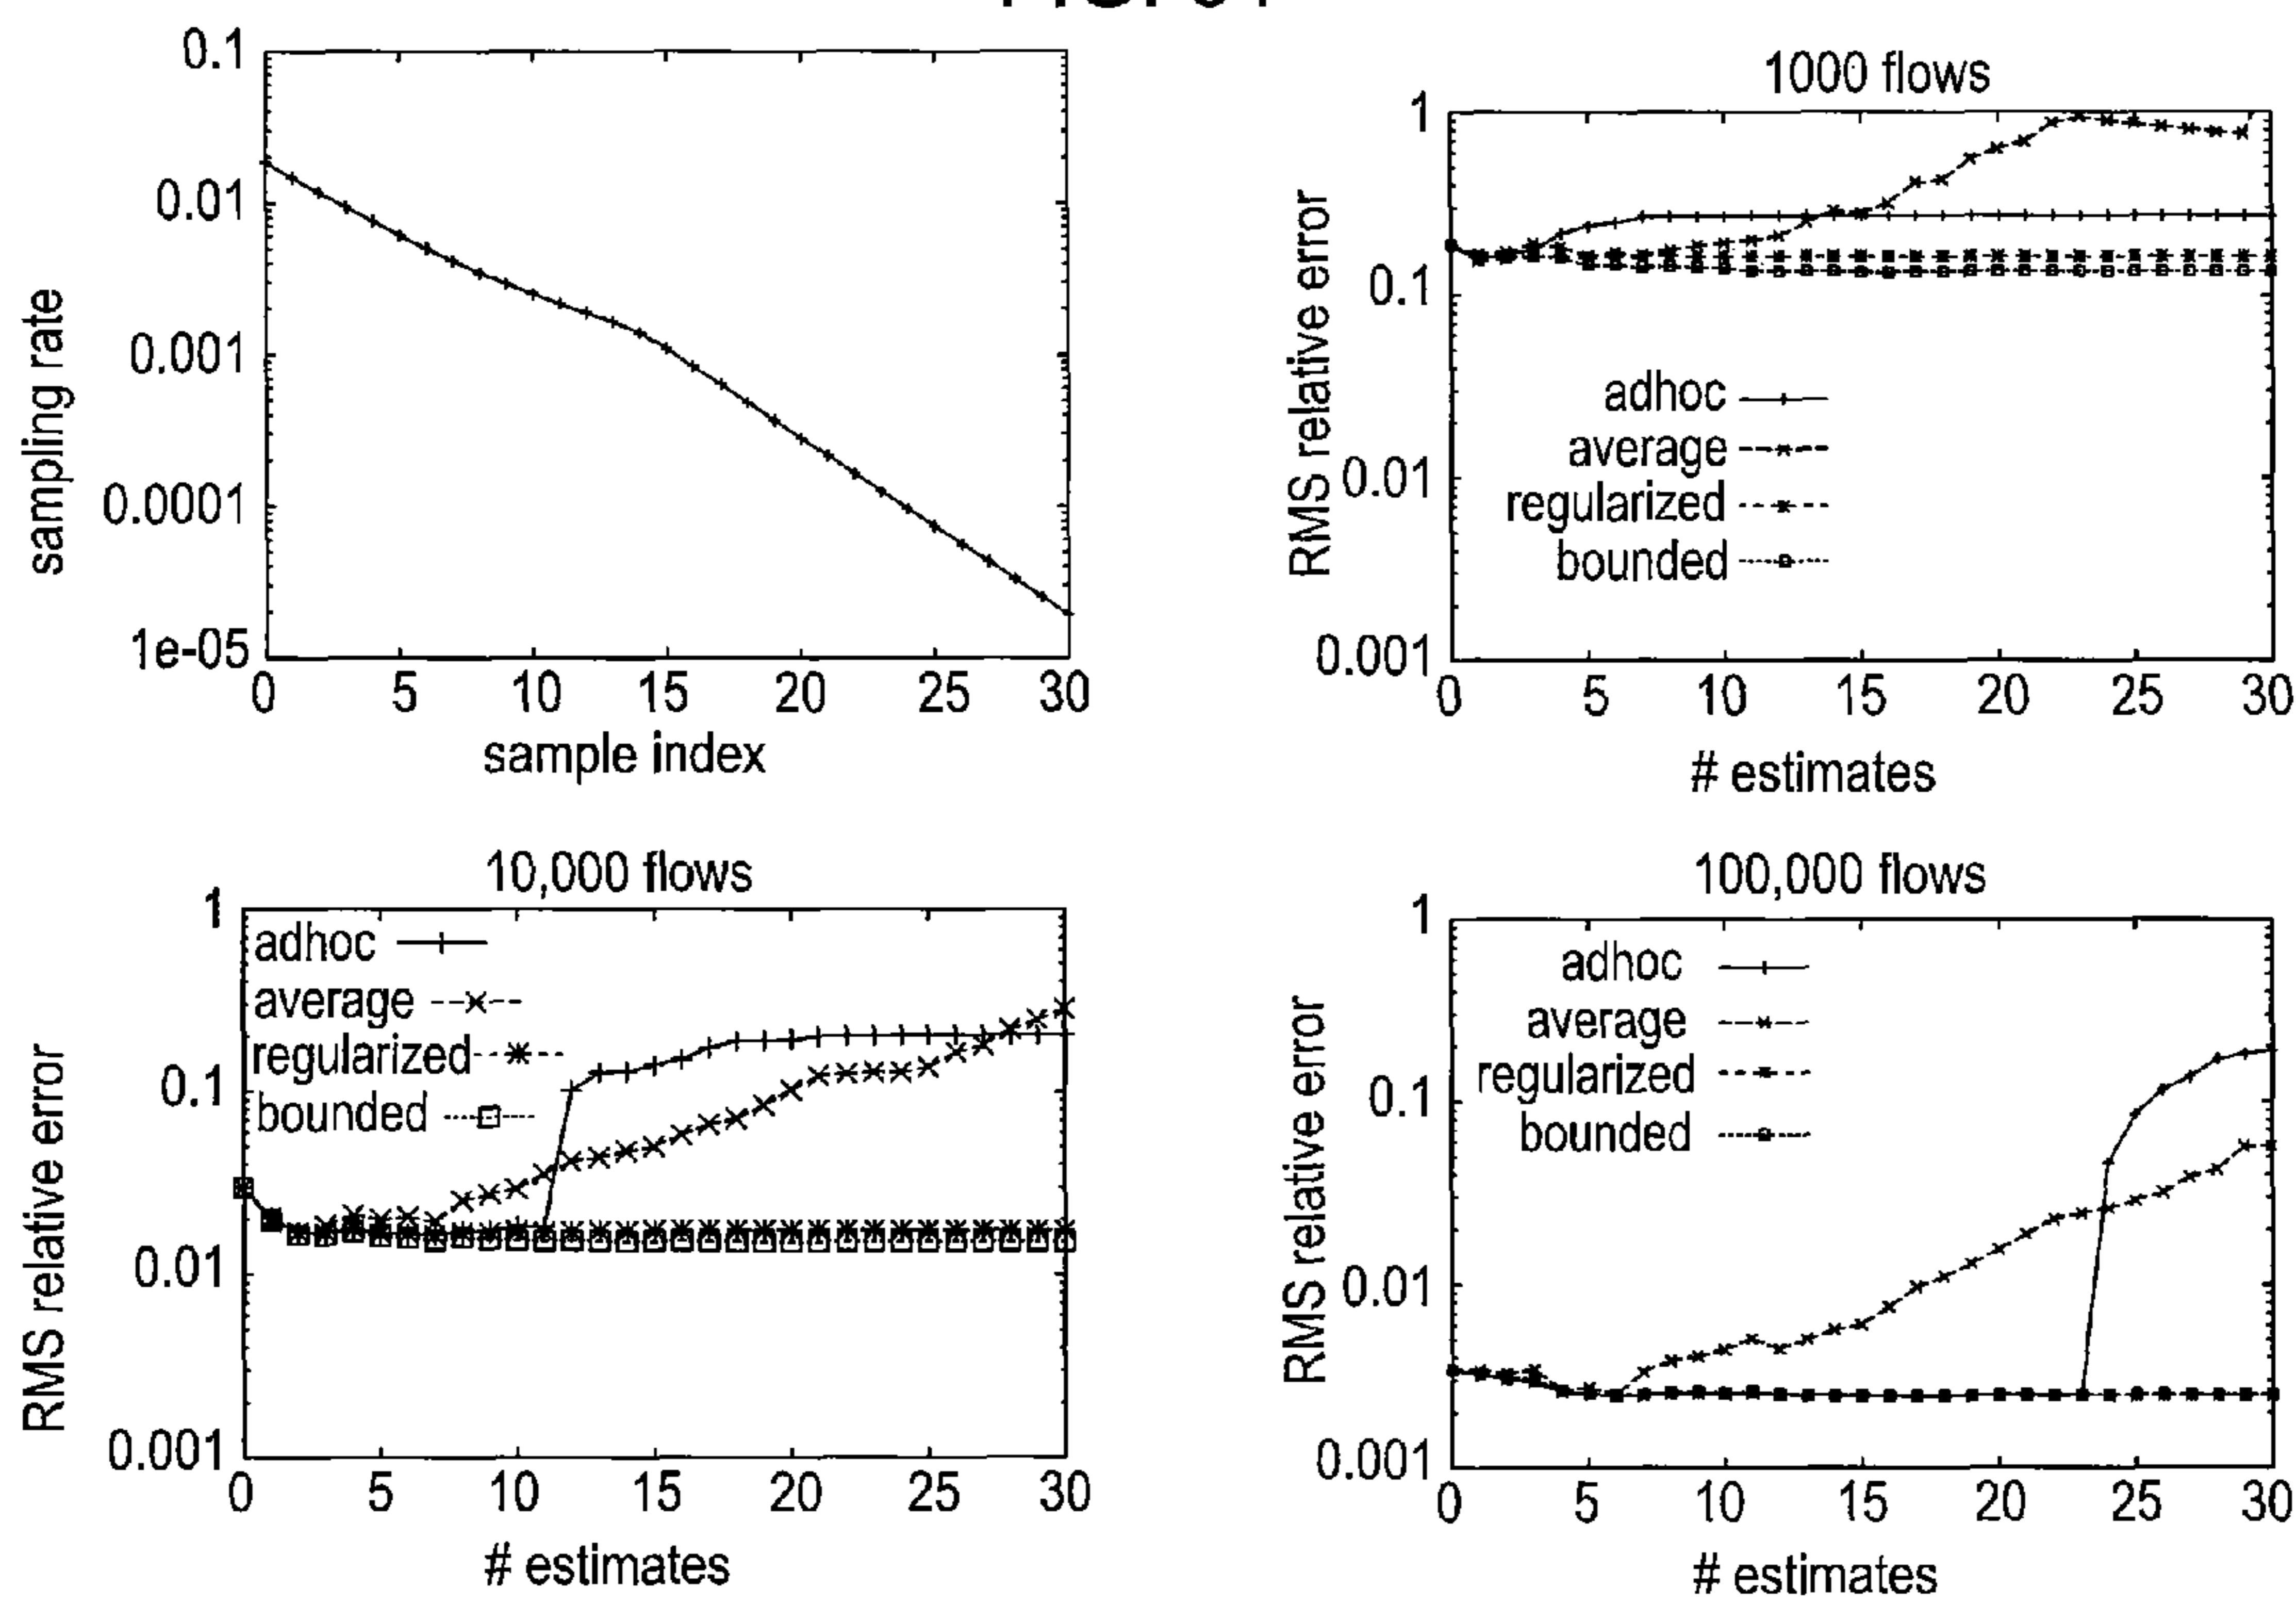 0.1
0.01
0.001
0.0001
1e-05
sampling rate
0 5 10 15 20 25 30
sample index
1000 flows
1
0.1
0.01
0.001
RMS relative error
adhoc
average
regularized
bounded
0 5 10 15 20 25 30
# estimates
10,000 flows
1
0.1
0.01
0.001
RMS relative error
adhoc
average
regularized
bounded
0 5 10 15 20 25 30
# estimates
100,000 flows
1
0.1
0.01
0.001
RMS relative error
adhoc
average
regularized
bounded
0 5 10 15 20 25 30
# estimates